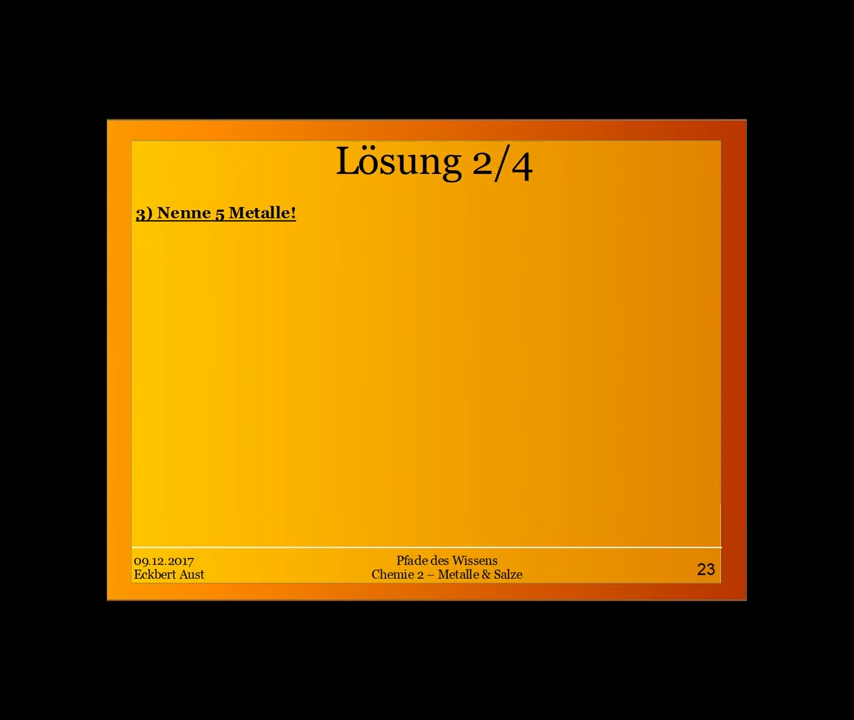 Lösung 2/4
3) Nenne 5 Metalle!
09.12.2017
Eckbert Aust
Pfade des Wissens
Chemie 2 – Metalle & Salze
23